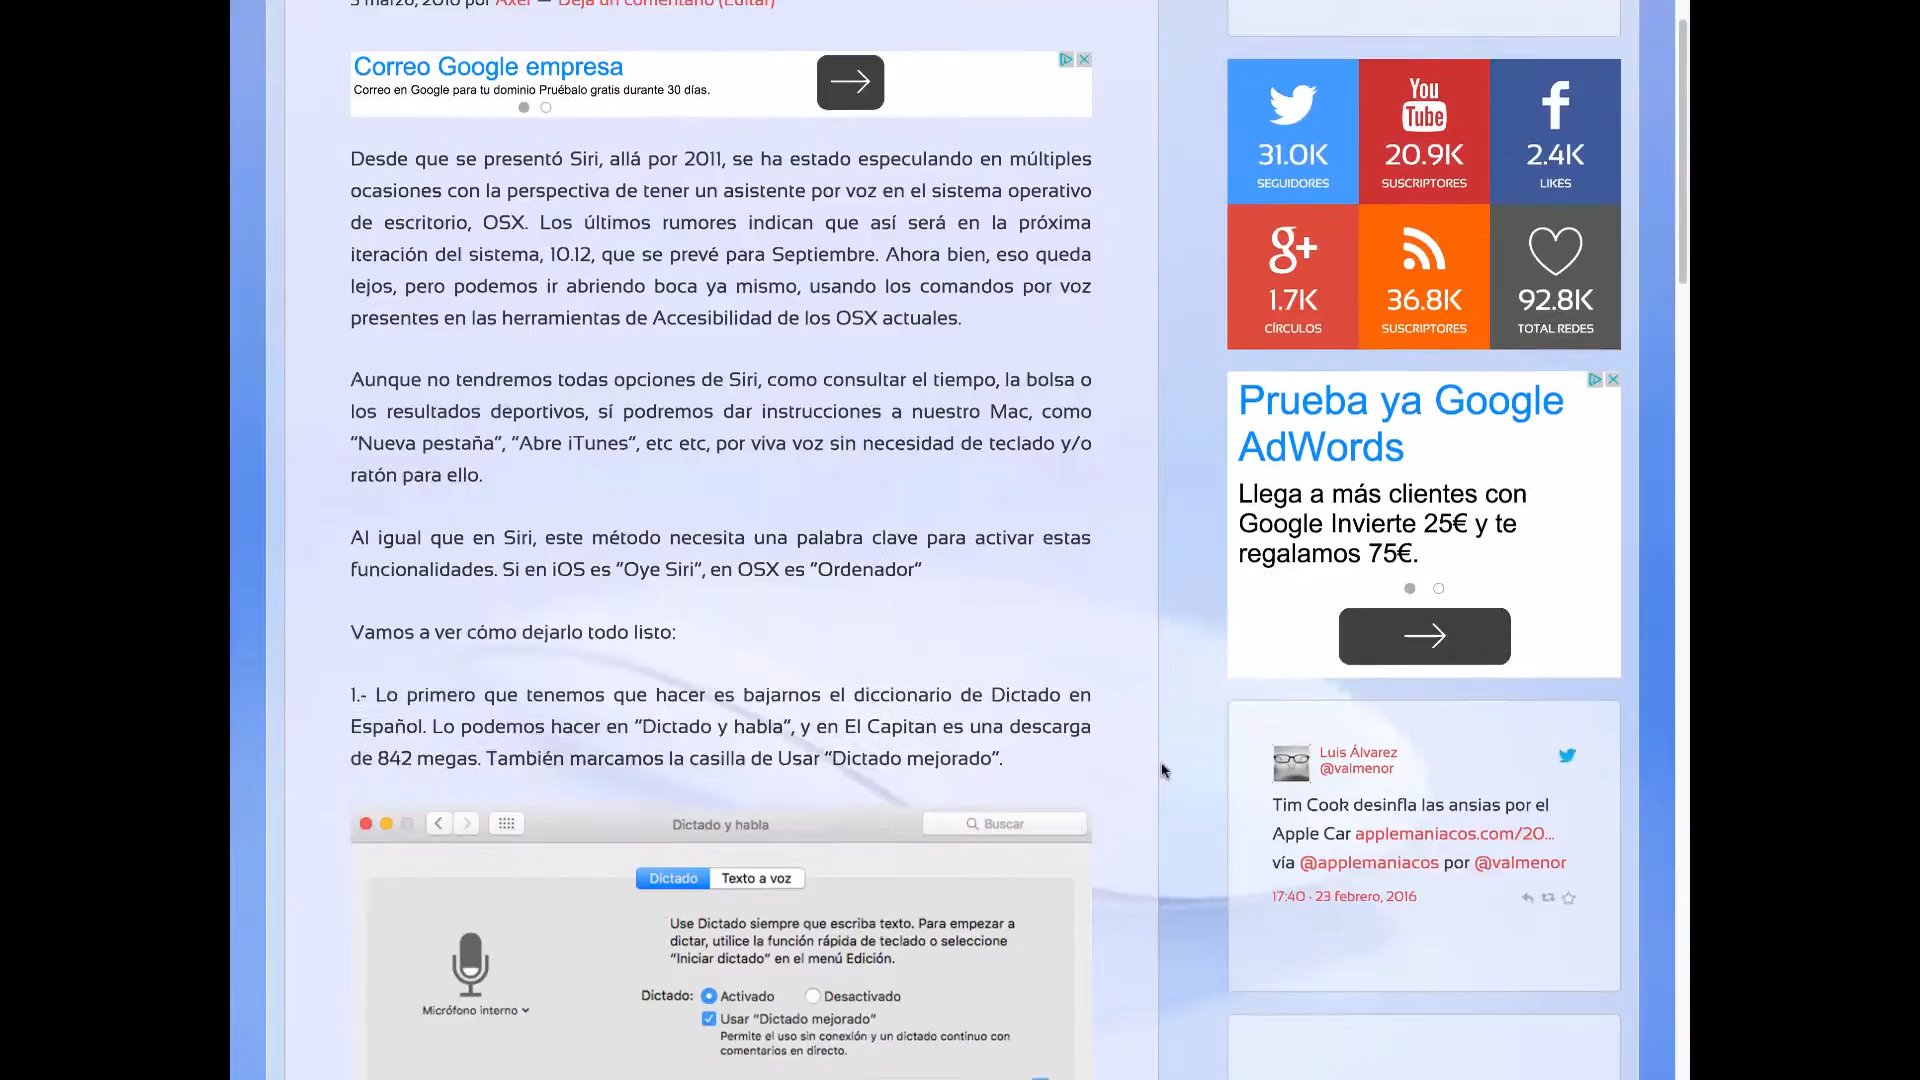 3 marzo, 2016 por Axer — Deja un comentario (Editar)
Correo Google empresa
Correo en Google para tu dominio Pruébalo gratis durante 30 días.
Desde que se presentó Siri, allá por 2011, se ha estado especulando en múltiples
ocasiones con la perspectiva de tener un asistente por voz en el sistema operativo
de escritorio, OSX. Los últimos rumores indican que así será en la próxima
iteración del sistema, 10.12, que se prevé para Septiembre. Ahora bien, eso queda
lejos, pero podemos ir abriendo boca ya mismo, usando los comandos por voz
presentes en las herramientas de Accesibilidad de los OSX actuales.
Aunque no tendremos todas opciones de Siri, como consultar el tiempo, la bolsa o
los resultados deportivos, sí podremos dar instrucciones a nuestro Mac, como
“Nueva pestaña”, “Abre iTunes”, etc etc, por viva voz sin necesidad de teclado y/o
ratón para ello.
Al igual que en Siri, este método necesita una palabra clave para activar estas
funcionalidades. Si en iOS es “Oye Siri”, en OSX es “Ordenador“
Vamos a ver cómo dejarlo todo listo:
1.- Lo primero que tenemos que hacer es bajarnos el diccionario de Dictado en
Español. Lo podemos hacer en “Dictado y habla”, y en El Capitan es una descarga
de 842 megas. También marcamos la casilla de Usar “Dictado mejorado”.
Dictado y habla
Buscar
Dictado
Texto a voz
Use Dictado siempre que escriba texto. Para empezar a
dictar, utilice la función rápida de teclado o seleccione
“Iniciar dictado” en el menú Edición.
Micrófono interno
Dictado: Activado Desactivado
Usar “Dictado mejorado”
Permite el uso sin conexión y un dictado continuo con
comentarios en directo.
You Tube
31.0K 20.9K 2.4K
SEGUIDORES SUSCRIPTORES LIKES
g+
1.7K 36.8K 92.8K
CÍRCULOS SUSCRIPTORES TOTAL REDES
Prueba ya Google
AdWords
Llega a más clientes con
Google Invierte 25€ y te
regalamos 75€.
Luis Álvarez
@valmenor
Tim Cook desinfla las ansias por el
Apple Car applemaniacos.com/20...
vía @applemaniacos por @valmenor
17:40 · 23 febrero, 2016